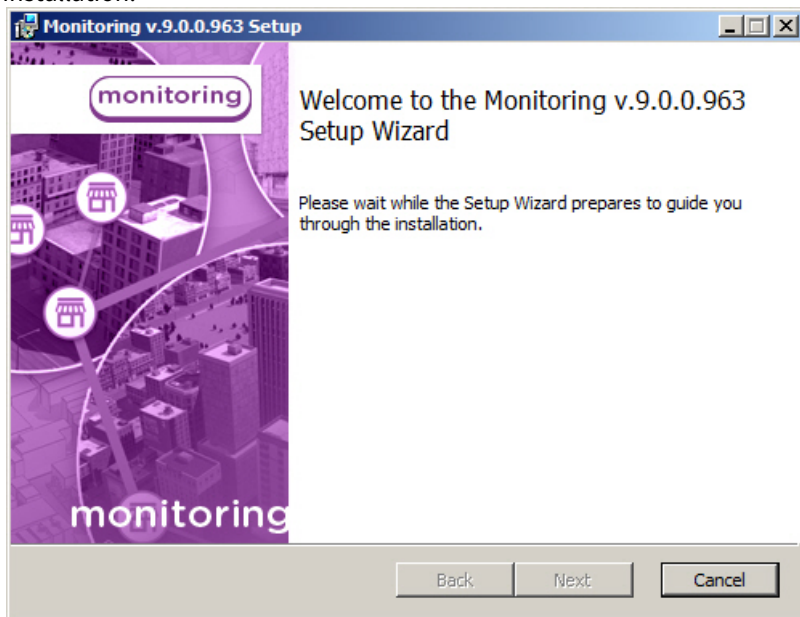 installation.
Monitoring v.9.0.0.963 Setup
monitoring
Welcome to the Monitoring v.9.0.0.963
Setup Wizard
Please wait while the Setup Wizard prepares to guide you
through the installation.
monitoring
Back Next Cancel